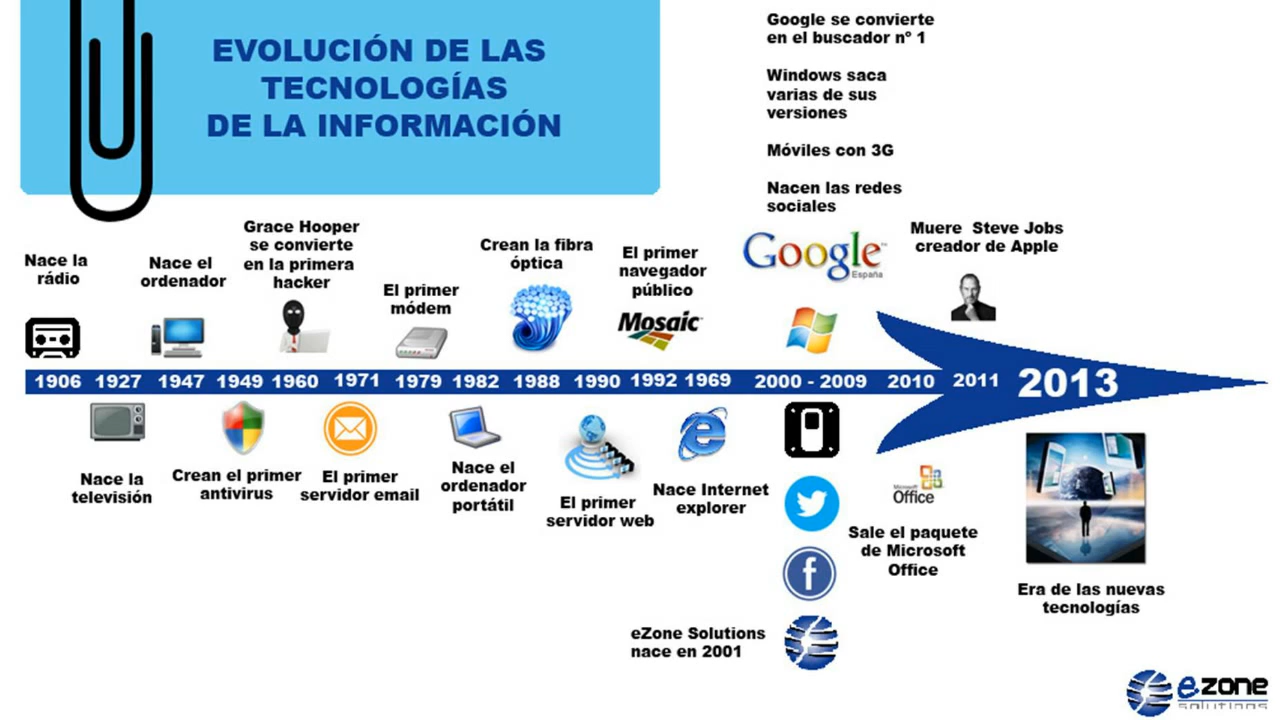 EVOLUCIÓN DE LAS
TECNOLOGÍAS
DE LA INFORMACIÓN
Google se convierte
en el buscador nº 1
Windows saca
varias de sus
versiones
Móviles con 3G
Nacen las redes
sociales
Nace la
rádio
Nace el
ordenador
Grace Hooper
se convierte
en la primera
hacker
El primer
módem
Crean la fibra
óptica
El primer
navegador
público
Mosaic
Google
España
Muere Steve Jobs
creador de Apple
1906 1927 1947 1949 1960 1971 1979 1982 1988 1990 1992 1969 2000 - 2009 2010 2011 2013
Nace la
televisión
Crean el primer
antivirus
El primer
servidor email
Nace el
ordenador
portátil
El primer
servidor web
Nace Internet
explorer
Microsoft
Office
Sale el paquete
de Microsoft
Office
Era de las nuevas
tecnologías
eZone Solutions
nace en 2001
ezone
solutions